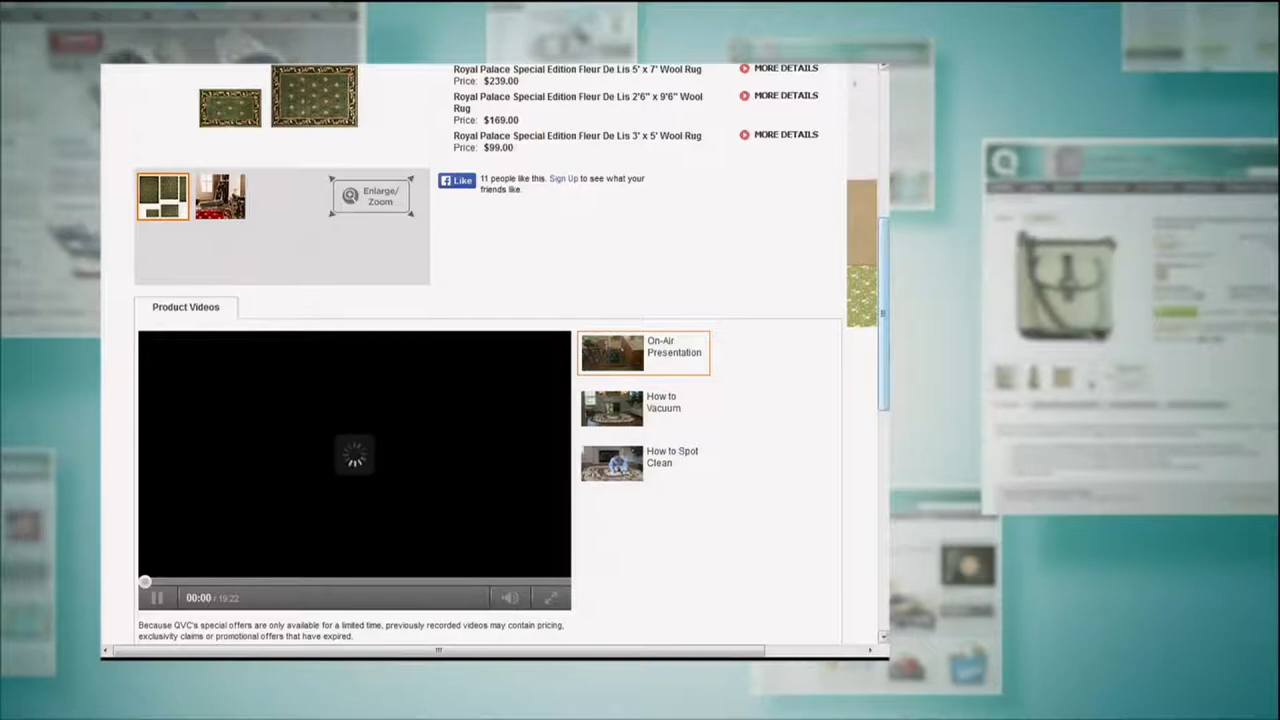 Royal Palace Special Edition Fleur De Lis 5' x 7' Wool Rug
Price: $239.00
MORE DETAILS
Royal Palace Special Edition Fleur De Lis 2'6" x 9'6" Wool
Rug
Price: $169.00
MORE DETAILS
Royal Palace Special Edition Fleur De Lis 3' x 5' Wool Rug
Price: $99.00
MORE DETAILS
Enlarge/
Zoom
Like
11 people like this. Sign Up to see what your
friends like.
Product Videos
On-Air
Presentation
How to
Vacuum
How to Spot
Clean
00:00 / 19:22
Because QVC's special offers are only available for a limited time, previously recorded videos may contain pricing,
exclusivity claims or promotional offers that have expired.